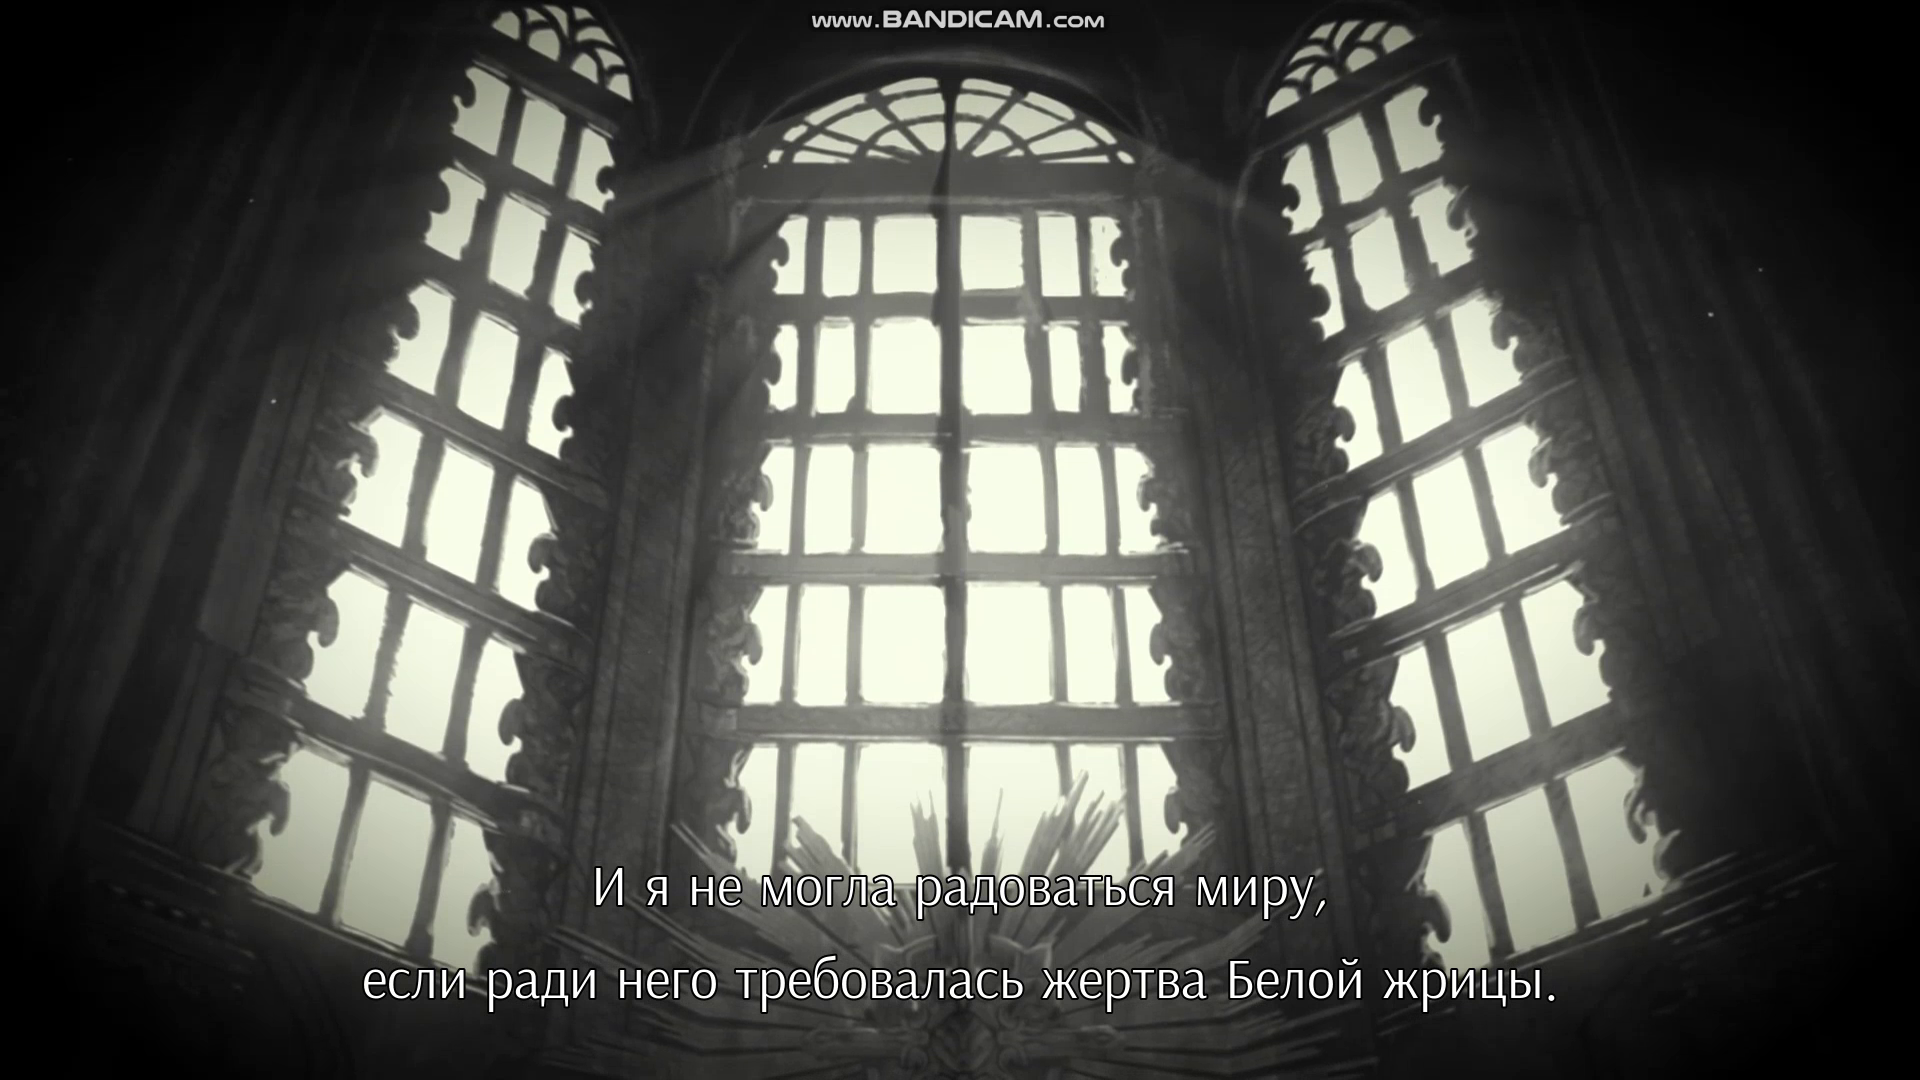 www.BANDICAM.com
И я не могла радоваться миру,
если ради него требовалась жертва Белой жрицы.